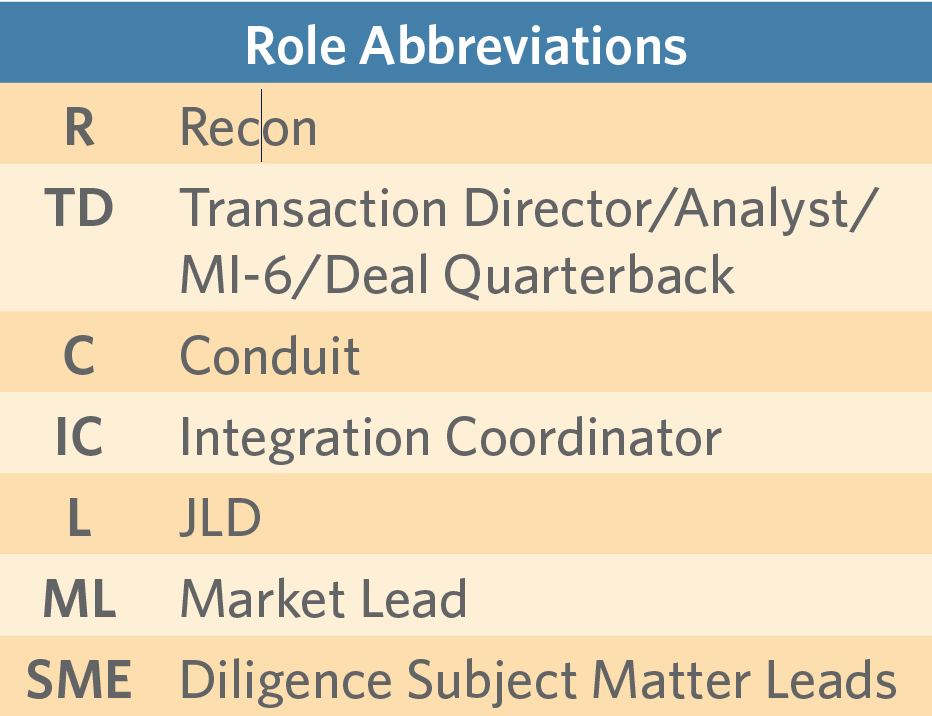 Role Abbreviations
R Recon
TD Transaction Director/Analyst/
MI-6/Deal Quarterback
C Conduit
IC Integration Coordinator
L JLD
ML Market Lead
SME Diligence Subject Matter Leads